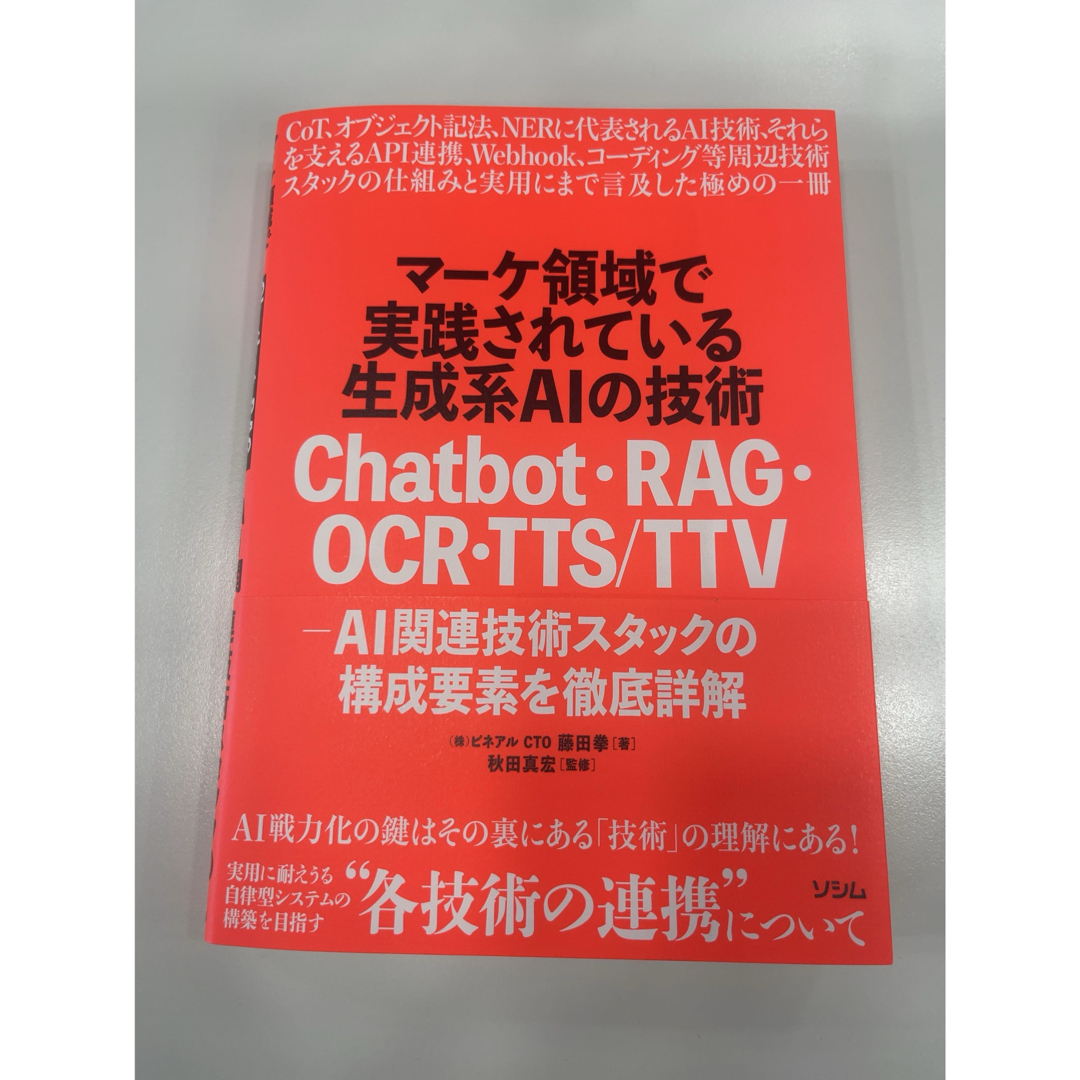 CoT、オブジェクト記法、NERに代表されるAI技術、それら
を支えるAPI連携、Webhook、コーディング等周辺技術
スタックの仕組みと実用にまで言及した極めの一冊
マーケ領域で
実践されている
生成系AIの技術
Chatbot・RAG・
OCR・TTS/TTV
―AI関連技術スタックの
構成要素を徹底詳解
(株)ピネアル CTO 藤田拳[著]
秋田真宏[監修]
AI戦力化の鍵はその裏にある「技術」の理解にある!
実用に耐えうる
自律型システムの
構築を目指す
“各技術の連携”について
ソシム